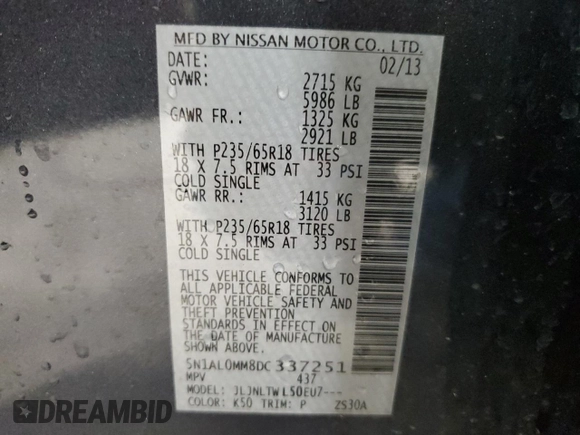 MFD BY NISSAN MOTOR CO., LTD.
DATE: 02/13
GVWR: 2715 KG
5986 LB
GAWR FR.: 1325 KG
2921 LB
WITH P235/65R18 TIRES
18 X 7.5 RIMS AT 33 PSI
COLD SINGLE
GAWR RR.: 1415 KG
3120 LB
WITH P235/65R18 TIRES
18 X 7.5 RIMS AT 33 PSI
COLD SINGLE
THIS VEHICLE CONFORMS TO
ALL APPLICABLE FEDERAL
MOTOR VEHICLE SAFETY AND
THEFT PREVENTION
STANDARDS IN EFFECT ON
THE DATE OF MANUFACTURE
SHOWN ABOVE.
5N1AL0MM8DC337251
MPV 437
MODEL: JLJNLTWL50EU7---
COLOR: K50 TRIM: P ZS30A
DATE HISTORY
AutoHelperBot.com